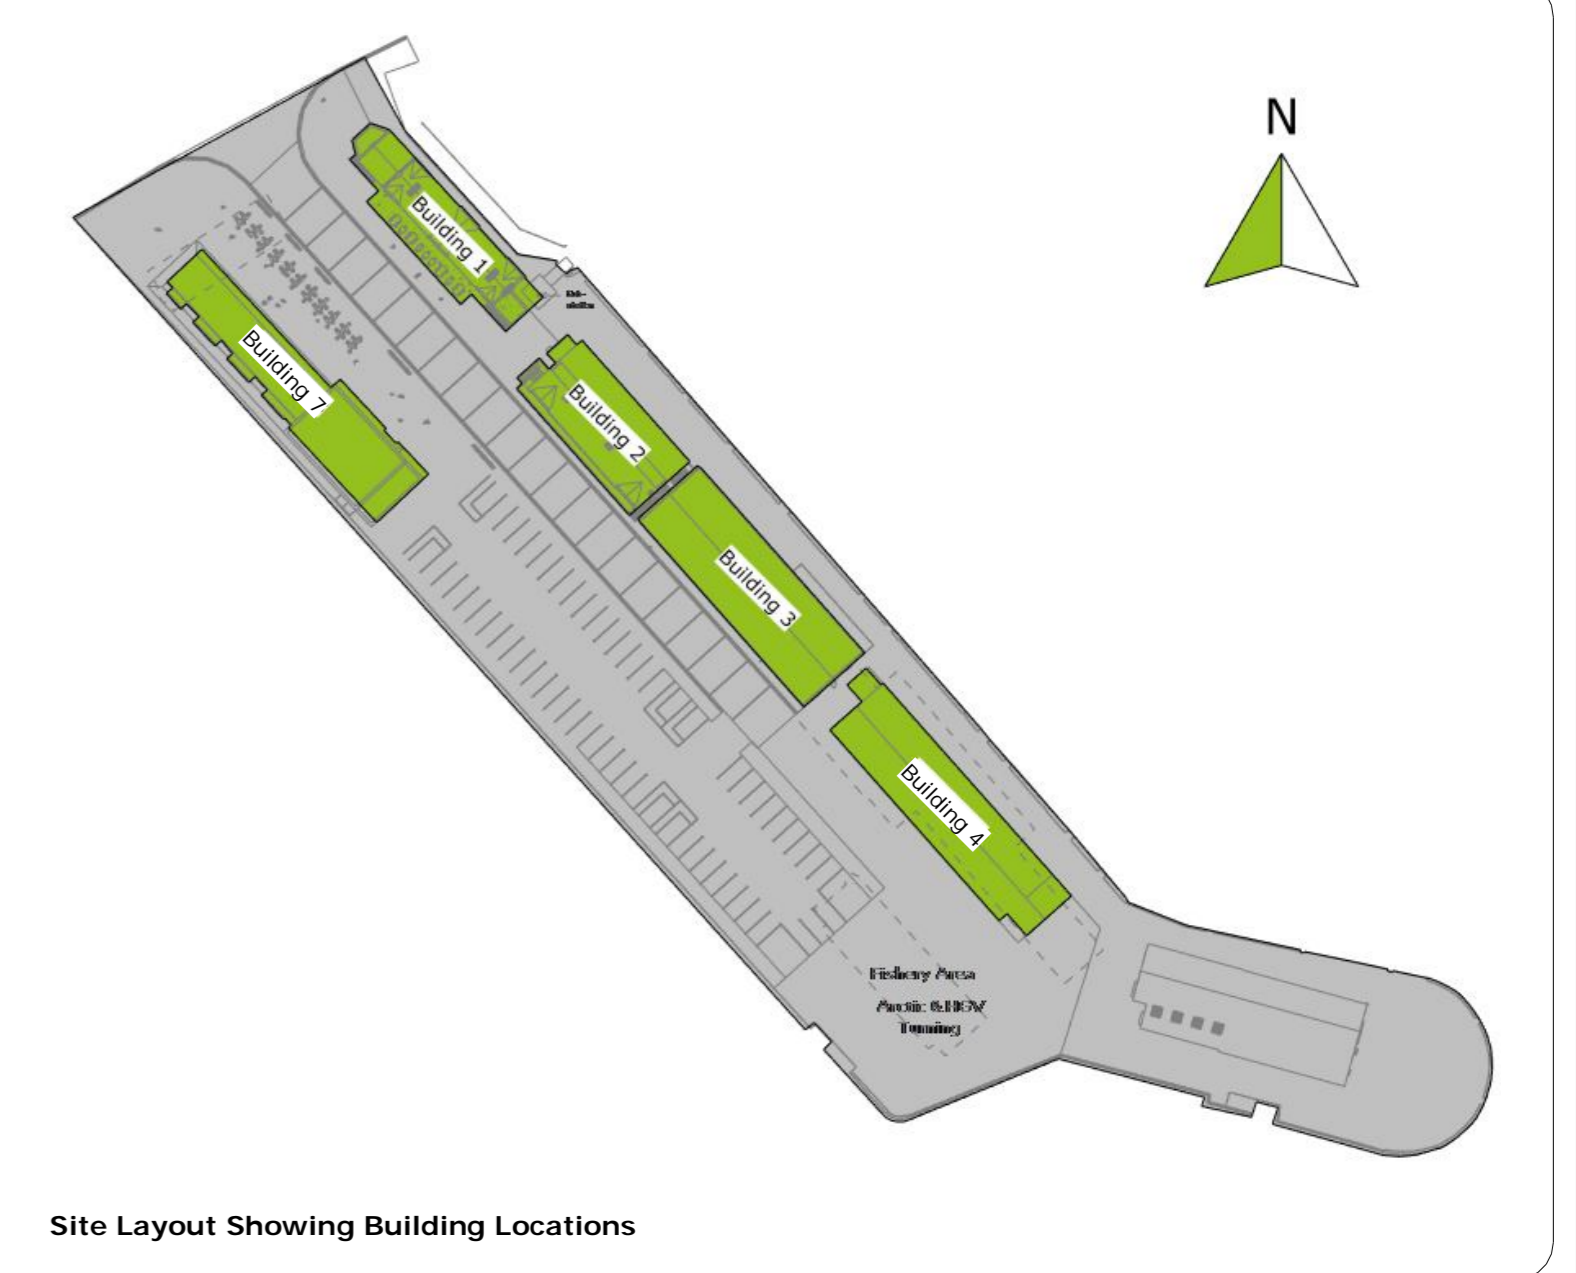 N
Building 1
Building 7
Building 2
Building 3
Building 4
Fishery Area
Turning
Site Layout Showing Building Locations